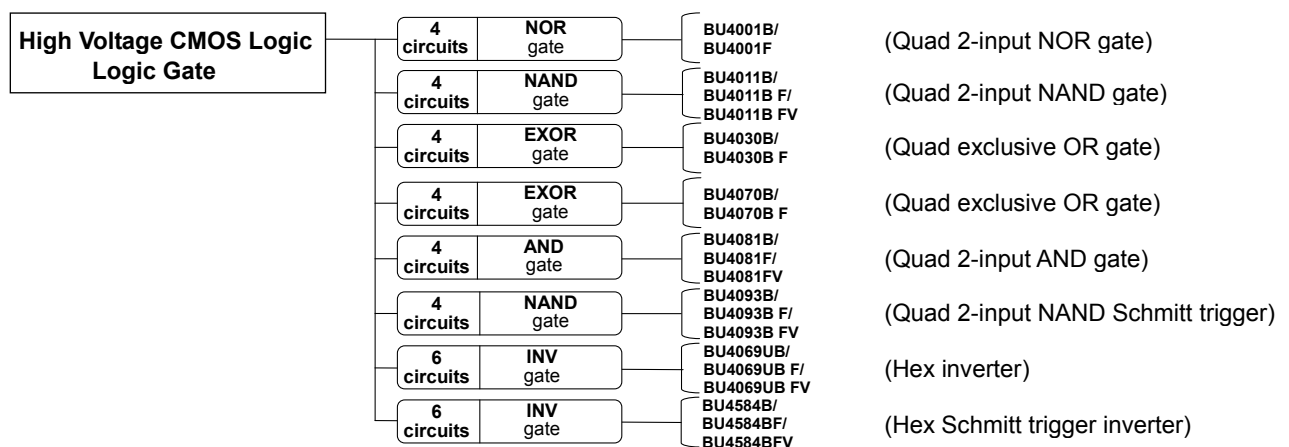 High Voltage CMOS Logic
Logic Gate
4
circuits
NOR
gate
BU4001B/
BU4001F
(Quad 2-input NOR gate)
4
circuits
NAND
gate
BU4011B/
BU4011B F/
BU4011B FV
(Quad 2-input NAND gate)
4
circuits
EXOR
gate
BU4030B/
BU4030B F
(Quad exclusive OR gate)
4
circuits
EXOR
gate
BU4070B/
BU4070B F
(Quad exclusive OR gate)
4
circuits
AND
gate
BU4081B/
BU4081F/
BU4081FV
(Quad 2-input AND gate)
4
circuits
NAND
gate
BU4093B/
BU4093B F/
BU4093B FV
(Quad 2-input NAND Schmitt trigger)
6
circuits
INV
gate
BU4069UB/
BU4069UB F/
BU4069UB FV
(Hex inverter)
6
circuits
INV
gate
BU4584B/
BU4584BF/
BU4584BFV
(Hex Schmitt trigger inverter)